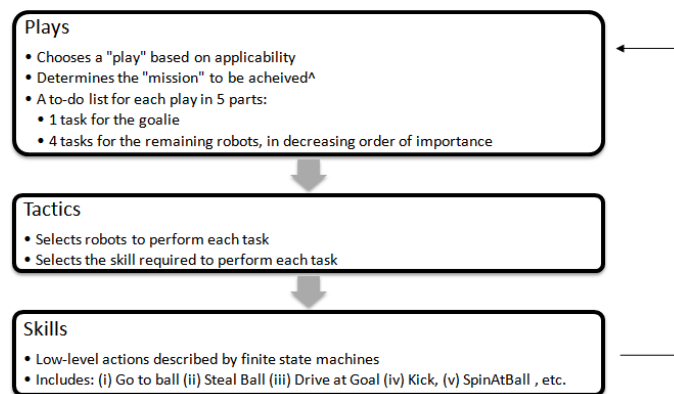 Plays
• Chooses a "play" based on applicability
• Determines the "mission" to be acheived^
• A to-do list for each play in 5 parts:
• 1 task for the goalie
• 4 tasks for the remaining robots, in decreasing order of importance
Tactics
• Selects robots to perform each task
• Selects the skill required to perform each task
Skills
• Low-level actions described by finite state machines
• Includes: (i) Go to ball (ii) Steal Ball (iii) Drive at Goal (iv) Kick, (v) SpinAtBall , etc.